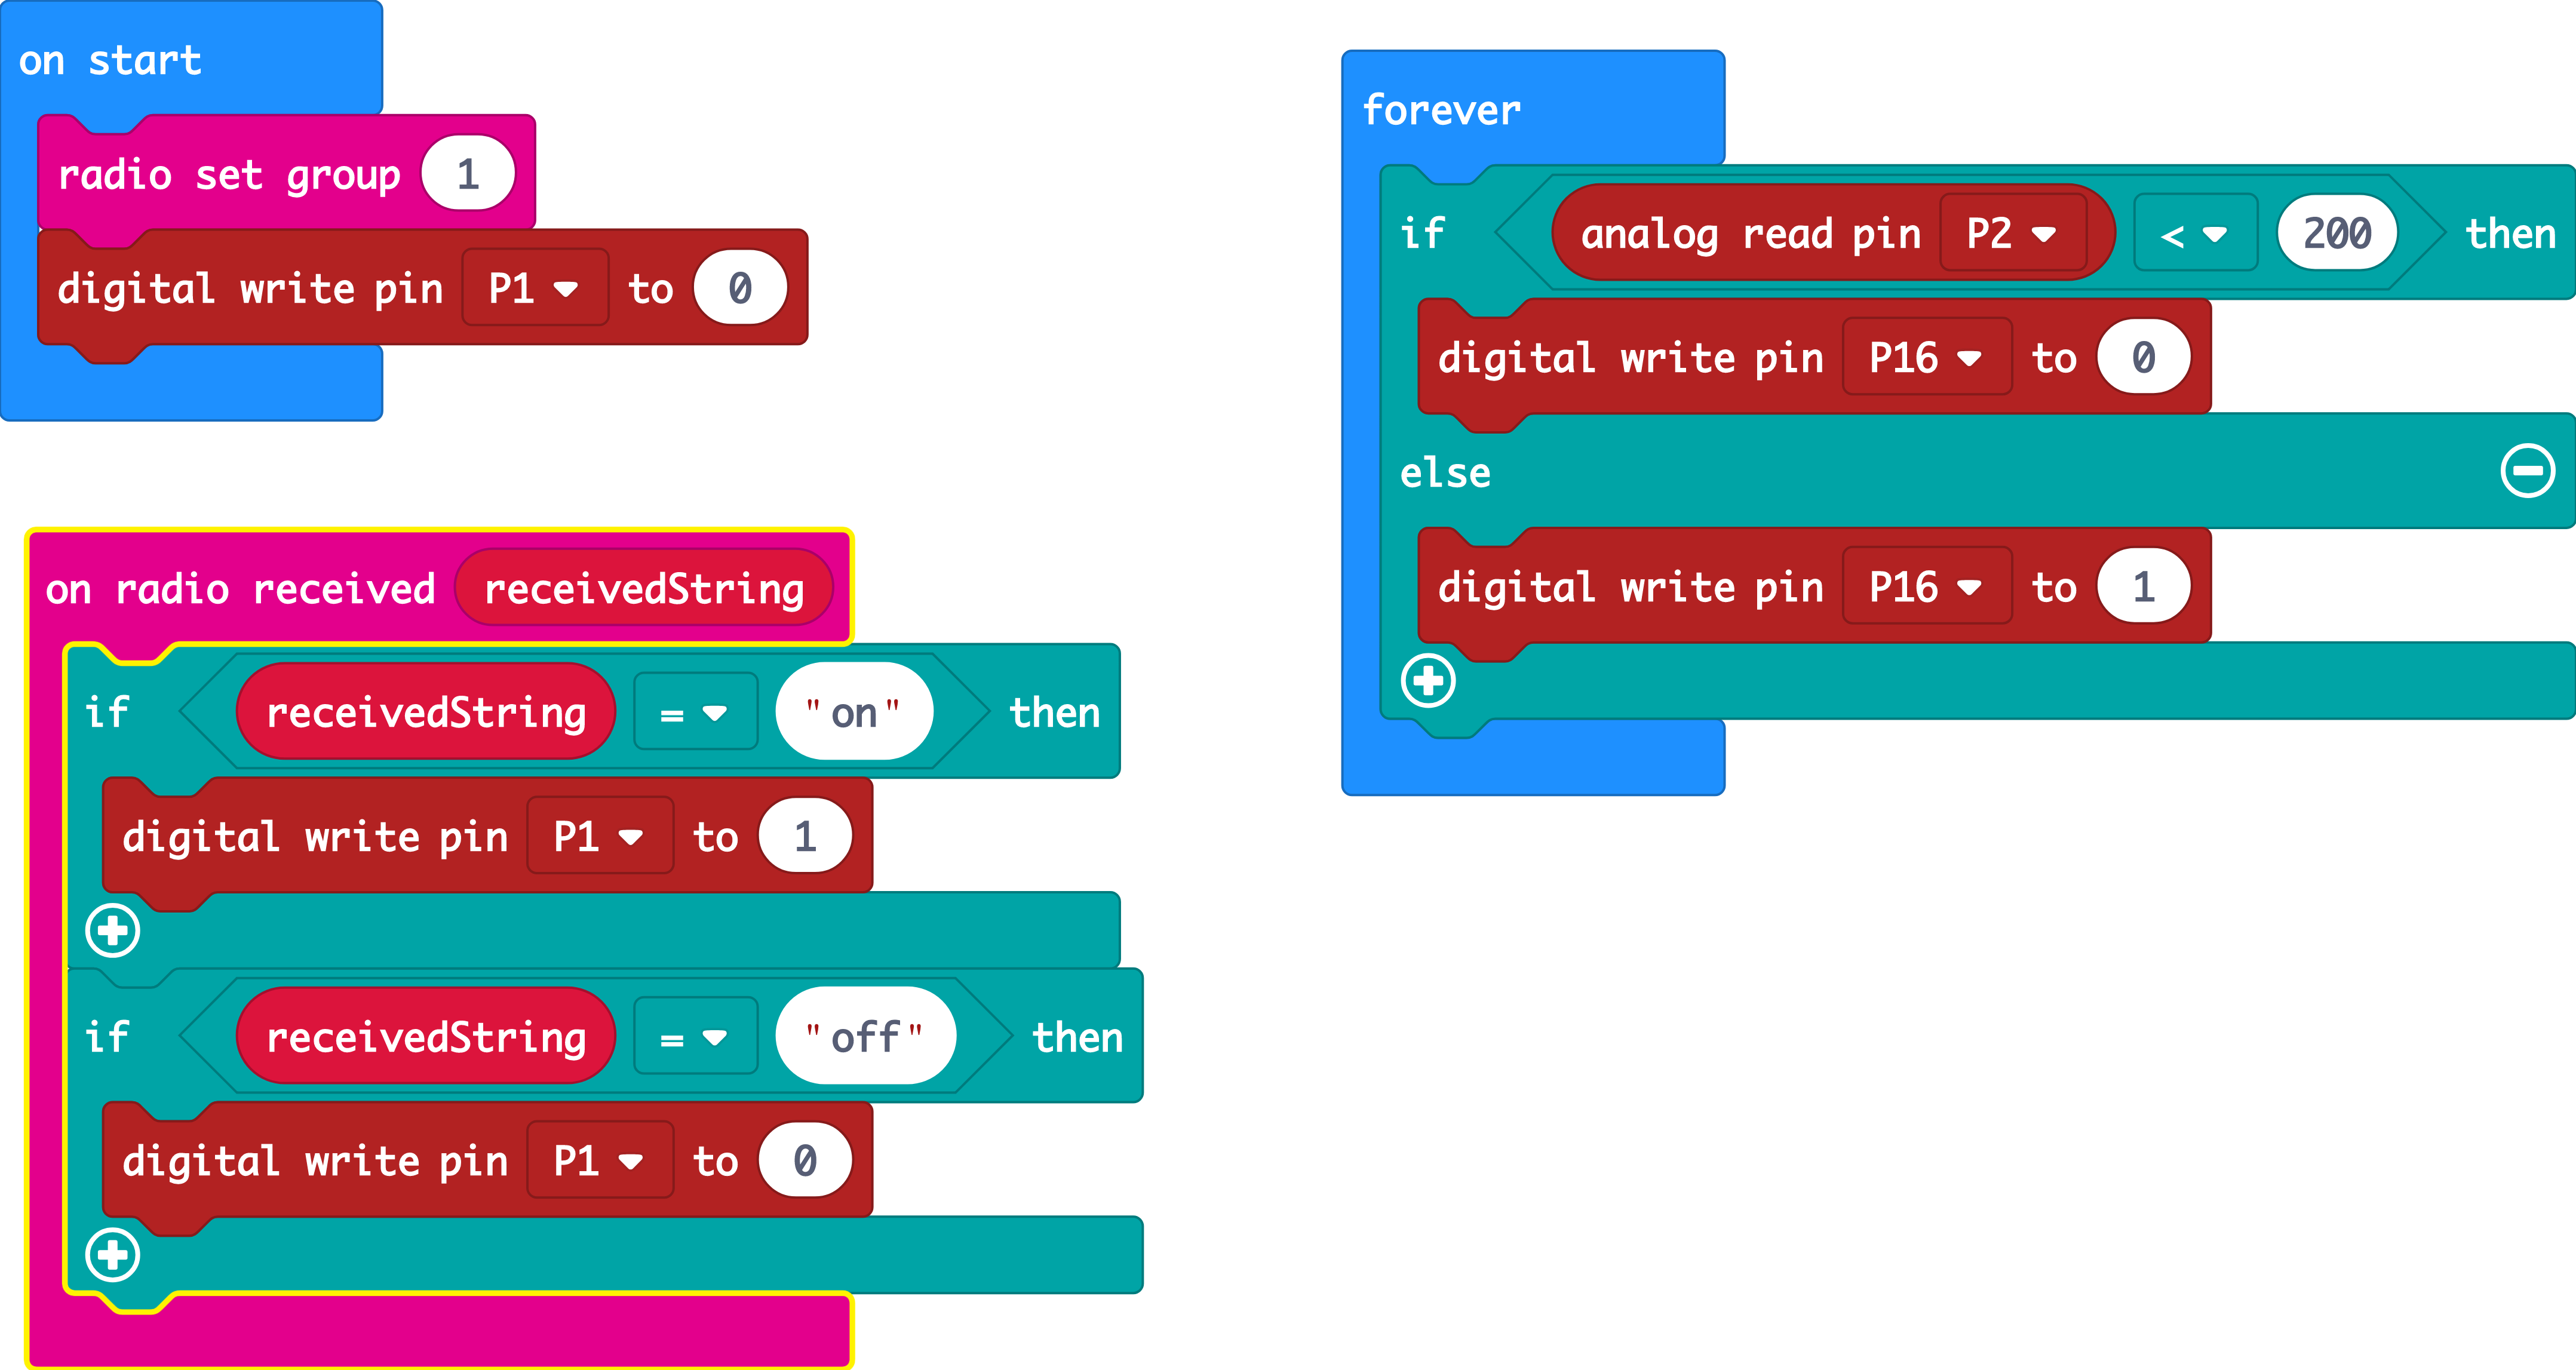 on start
radio set group 1
digital write pin P1 to 0
on radio received receivedString
if receivedString = "on" then
digital write pin P1 to 1
if receivedString = "off" then
digital write pin P1 to 0
forever
if analog read pin P2 < 200 then
digital write pin P16 to 0
else
digital write pin P16 to 1